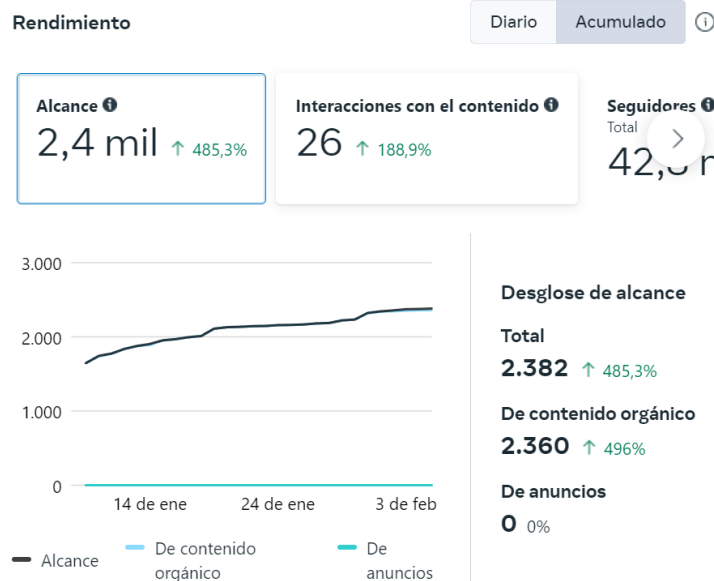 Rendimiento
Diario
Acumulado
Alcance
2,4 mil ↑ 485,3%
Interacciones con el contenido
26 ↑ 188,9%
Seguidores
Total
3.000
2.000
1.000
0
14 de ene
24 de ene
3 de feb
Alcance
De contenido
orgánico
De
anuncios
Desglose de alcance
Total
2.382 ↑ 485,3%
De contenido orgánico
2.360 ↑ 496%
De anuncios
0 0%